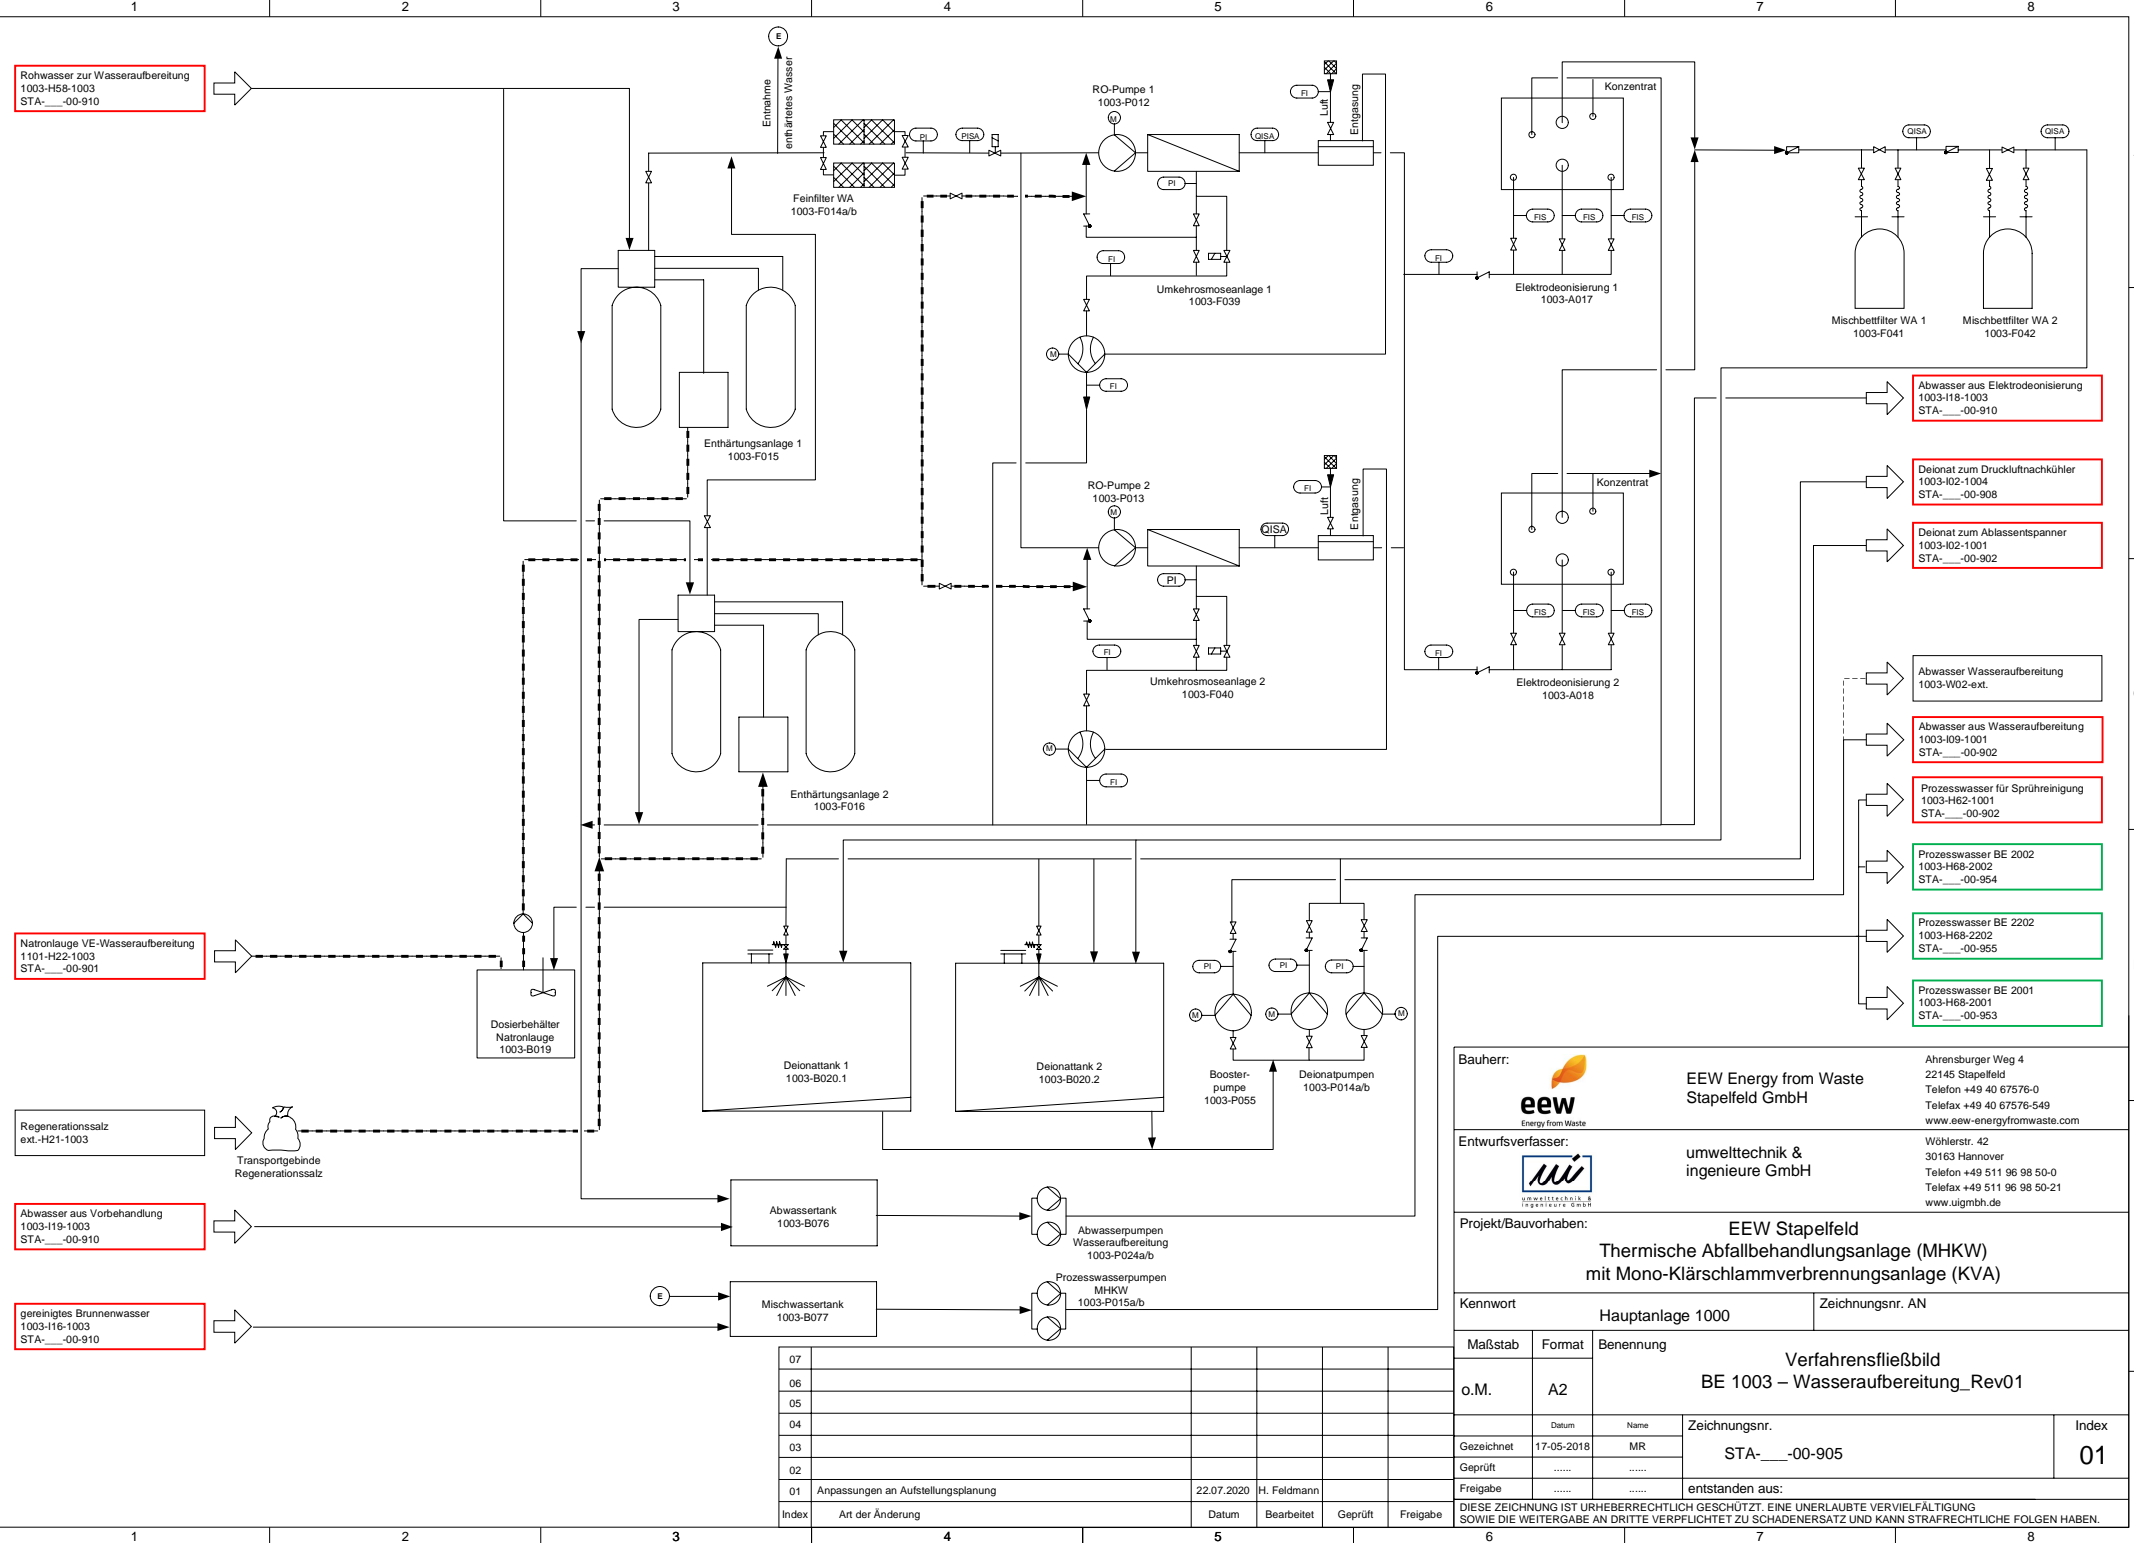 1 2 3 4 5 6 7 8
Rohwasser zur Wasseraufbereitung
1003-H58-1003
STA-___-00-910
E
Entnahme
enthärtetes Wasser
Feinfilter WA
1003-F014a/b
PI
PISA
RO-Pumpe 1
1003-P012
M
PI
QISA
FI
Luft
Entgasung
FI
Umkehrosmoseanlage 1
1003-F039
M
FI
Konzentrat
FIS
FIS
FIS
FI
Elektrodeonisierung 1
1003-A017
QISA
QISA
Mischbettfilter WA 1
1003-F041
Mischbettfilter WA 2
1003-F042
Enthärtungsanlage 1
1003-F015
RO-Pumpe 2
1003-P013
M
PI
QISA
FI
Luft
Entgasung
FI
Umkehrosmoseanlage 2
1003-F040
M
FI
Konzentrat
FIS
FIS
FIS
FI
Elektrodeonisierung 2
1003-A018
Enthärtungsanlage 2
1003-F016
Abwasser aus Elektrodeonisierung
1003-I18-1003
STA-___-00-910
Deionat zum Druckluftnachkühler
1003-I02-1004
STA-___-00-908
Deionat zum Ablassentspanner
1003-I02-1001
STA-___-00-902
Abwasser Wasseraufbereitung
1003-W02-ext.
Abwasser aus Wasseraufbereitung
1003-I09-1001
STA-___-00-902
Prozesswasser für Sprühreinigung
1003-H62-1001
STA-___-00-902
Prozesswasser BE 2002
1003-H68-2002
STA-___-00-954
Prozesswasser BE 2202
1003-H68-2202
STA-___-00-955
Prozesswasser BE 2001
1003-H68-2001
STA-___-00-953
Natronlauge VE-Wasseraufbereitung
1101-H22-1003
STA-___-00-901
Dosierbehälter
Natronlauge
1003-B019
Deionattank 1
1003-B020.1
Deionattank 2
1003-B020.2
PI
PI
PI
M
M
M
Booster-
pumpe
1003-P055
Deionatpumpen
1003-P014a/b
Regenerationssalz
ext.-H21-1003
Transportgebinde
Regenerationssalz
Abwasser aus Vorbehandlung
1003-I19-1003
STA-___-00-910
Abwassertank
1003-B076
Abwasserpumpen
Wasseraufbereitung
1003-P024a/b
gereinigtes Brunnenwasser
1003-I16-1003
STA-___-00-910
E
Mischwassertank
1003-B077
Prozesswasserpumpen
MHKW
1003-P015a/b
Bauherr:
eew
Energy from Waste
EEW Energy from Waste
Stapelfeld GmbH
Ahrensburger Weg 4
22145 Stapelfeld
Telefon +49 40 67576-0
Telefax +49 40 67576-549
www.eew-energyfromwaste.com
Entwurfsverfasser:
ui
umwelttechnik &
ingenieure GmbH
umwelttechnik &
ingenieure GmbH
Wöhlerstr. 42
30163 Hannover
Telefon +49 511 96 98 50-0
Telefax +49 511 96 98 50-21
www.uigmbh.de
Projekt/Bauvorhaben:
EEW Stapelfeld
Thermische Abfallbehandlungsanlage (MHKW)
mit Mono-Klärschlammverbrennungsanlage (KVA)
Kennwort
Hauptanlage 1000
Zeichnungsnr. AN
Maßstab Format Benennung
o.M. A2
Verfahrensfließbild
BE 1003 – Wasseraufbereitung_Rev01
Datum Name Zeichnungsnr. Index
Gezeichnet 17-05-2018 MR STA-___-00-905 01
Geprüft ...... ......
Freigabe ...... ...... entstanden aus:
DIESE ZEICHNUNG IST URHEBERRECHTLICH GESCHÜTZT. EINE UNERLAUBTE VERVIELFÄLTIGUNG
SOWIE DIE WEITERGABE AN DRITTE VERPFLICHTET ZU SCHADENERSATZ UND KANN STRAFRECHTLICHE FOLGEN HABEN.
07
06
05
04
03
02
01 Anpassungen an Aufstellungsplanung 22.07.2020 H. Feldmann
Index Art der Änderung Datum Bearbeitet Geprüft Freigabe
1 2 3 4 5 6 7 8